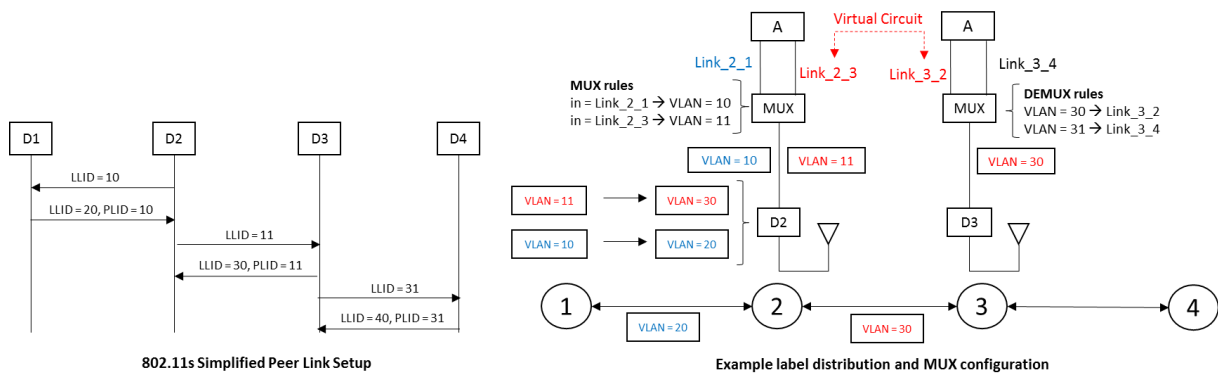 D1
D2
D3
D4
LLID = 10
LLID = 20, PLID = 10
LLID = 11
LLID = 30, PLID = 11
LLID = 31
LLID = 40, PLID = 31
802.11s Simplified Peer Link Setup
Virtual Circuit
A
A
Link_2_1
Link_2_3
Link_3_2
Link_3_4
MUX rules
in = Link_2_1 → VLAN = 10
in = Link_2_3 → VLAN = 11
MUX
MUX
DEMUX rules
VLAN = 30 → Link_3_2
VLAN = 31 → Link_3_4
VLAN = 10
VLAN = 11
VLAN = 30
VLAN = 11
VLAN = 30
VLAN = 10
VLAN = 20
D2
D3
1
2
3
4
VLAN = 20
VLAN = 30
Example label distribution and MUX configuration